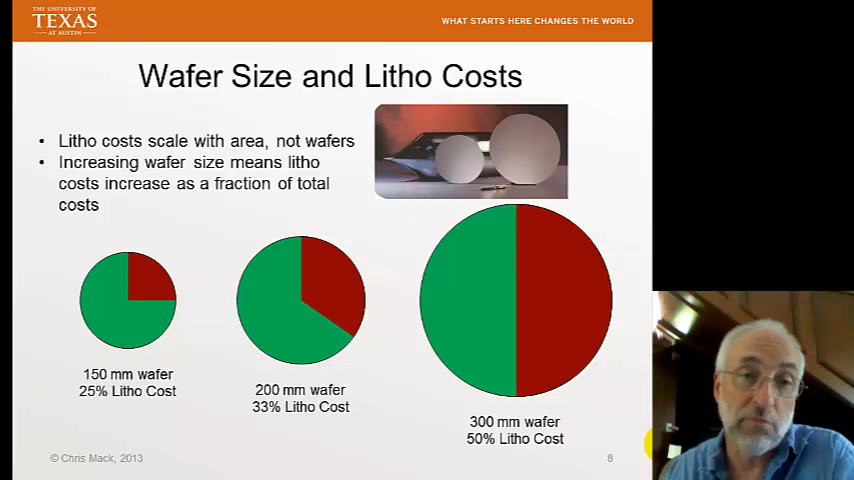 THE UNIVERSITY OF
TEXAS
AT AUSTIN
WHAT STARTS HERE CHANGES THE WORLD
Wafer Size and Litho Costs
• Litho costs scale with area, not wafers
• Increasing wafer size means litho
costs increase as a fraction of total
costs
150 mm wafer
25% Litho Cost
200 mm wafer
33% Litho Cost
300 mm wafer
50% Litho Cost
© Chris Mack, 2013
8